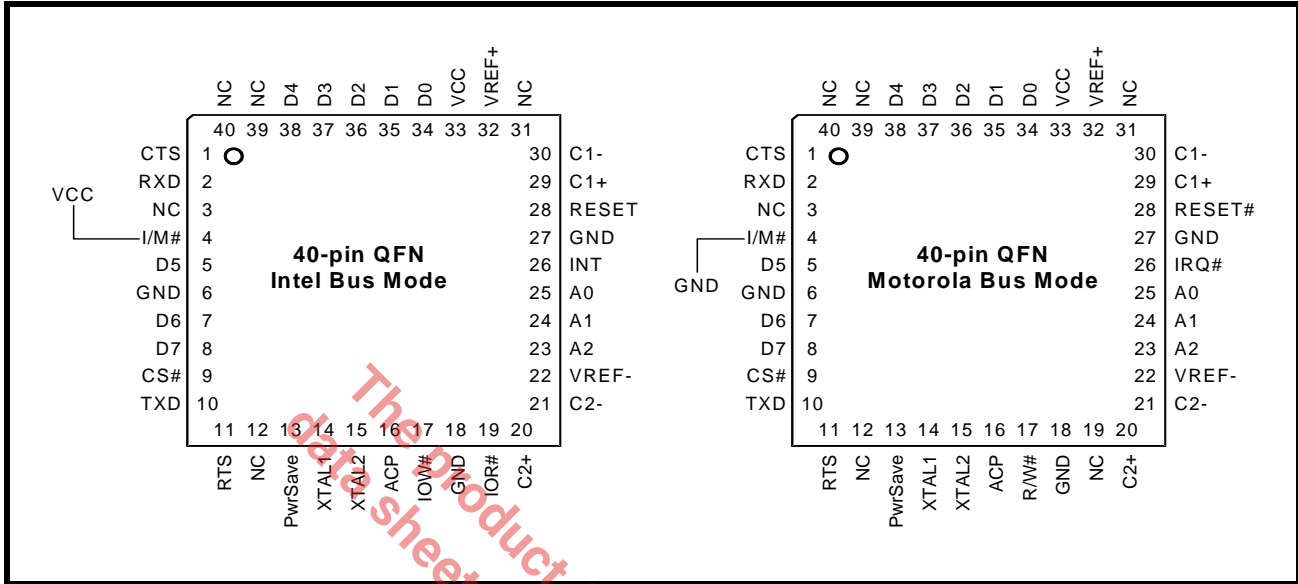 NC NC D4 D3 D2 D1 D0 VCC VREF+ NC
40 39 38 37 36 35 34 33 32 31
CTS 1 30 C1-
RXD 2 29 C1+
VCC
NC 3 28 RESET
I/M# 4 27 GND
40-pin QFN
Intel Bus Mode
D5 5 26 INT
GND 6 25 A0
D6 7 24 A1
D7 8 23 A2
CS# 9 22 VREF-
TXD 10 21 C2-
11 12 13 14 15 16 17 18 19 20
RTS NC PwrSave XTAL1 XTAL2 ACP IOW# GND IOR# C2+
NC NC D4 D3 D2 D1 D0 VCC VREF+ NC
40 39 38 37 36 35 34 33 32 31
CTS 1 30 C1-
RXD 2 29 C1+
NC 3 28 RESET#
I/M# 4 27 GND
40-pin QFN
Motorola Bus Mode
D5 5 26 IRQ#
GND
GND 6 25 A0
D6 7 24 A1
D7 8 23 A2
CS# 9 22 VREF-
TXD 10 21 C2-
11 12 13 14 15 16 17 18 19 20
RTS NC PwrSave XTAL1 XTAL2 ACP R/W# GND NC C2+
The product
data sheet